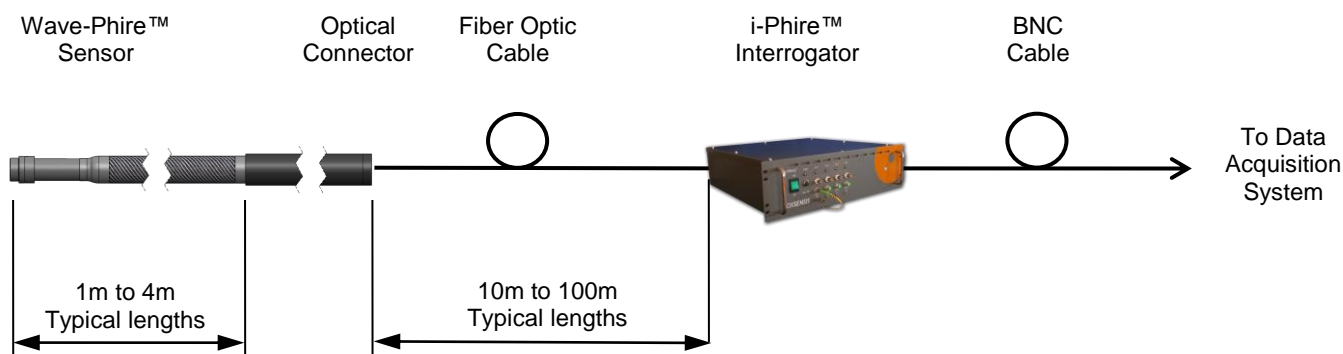 Wave-Phire™
Sensor
Optical
Connector
Fiber Optic
Cable
i-Phire™
Interrogator
BNC
Cable
OXSENSIS
To Data
Acquisition
System
1m to 4m
Typical lengths
10m to 100m
Typical lengths